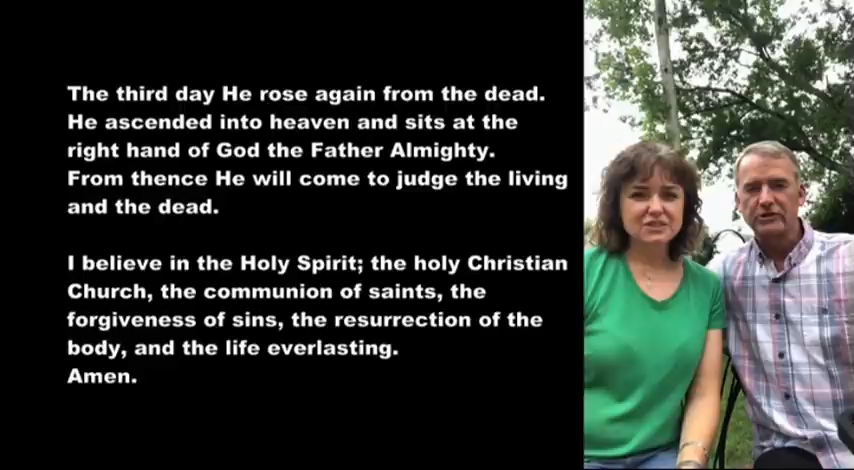 The third day He rose again from the dead.
He ascended into heaven and sits at the
right hand of God the Father Almighty.
From thence He will come to judge the living
and the dead.
I believe in the Holy Spirit; the holy Christian
Church, the communion of saints, the
forgiveness of sins, the resurrection of the
body, and the life everlasting.
Amen.